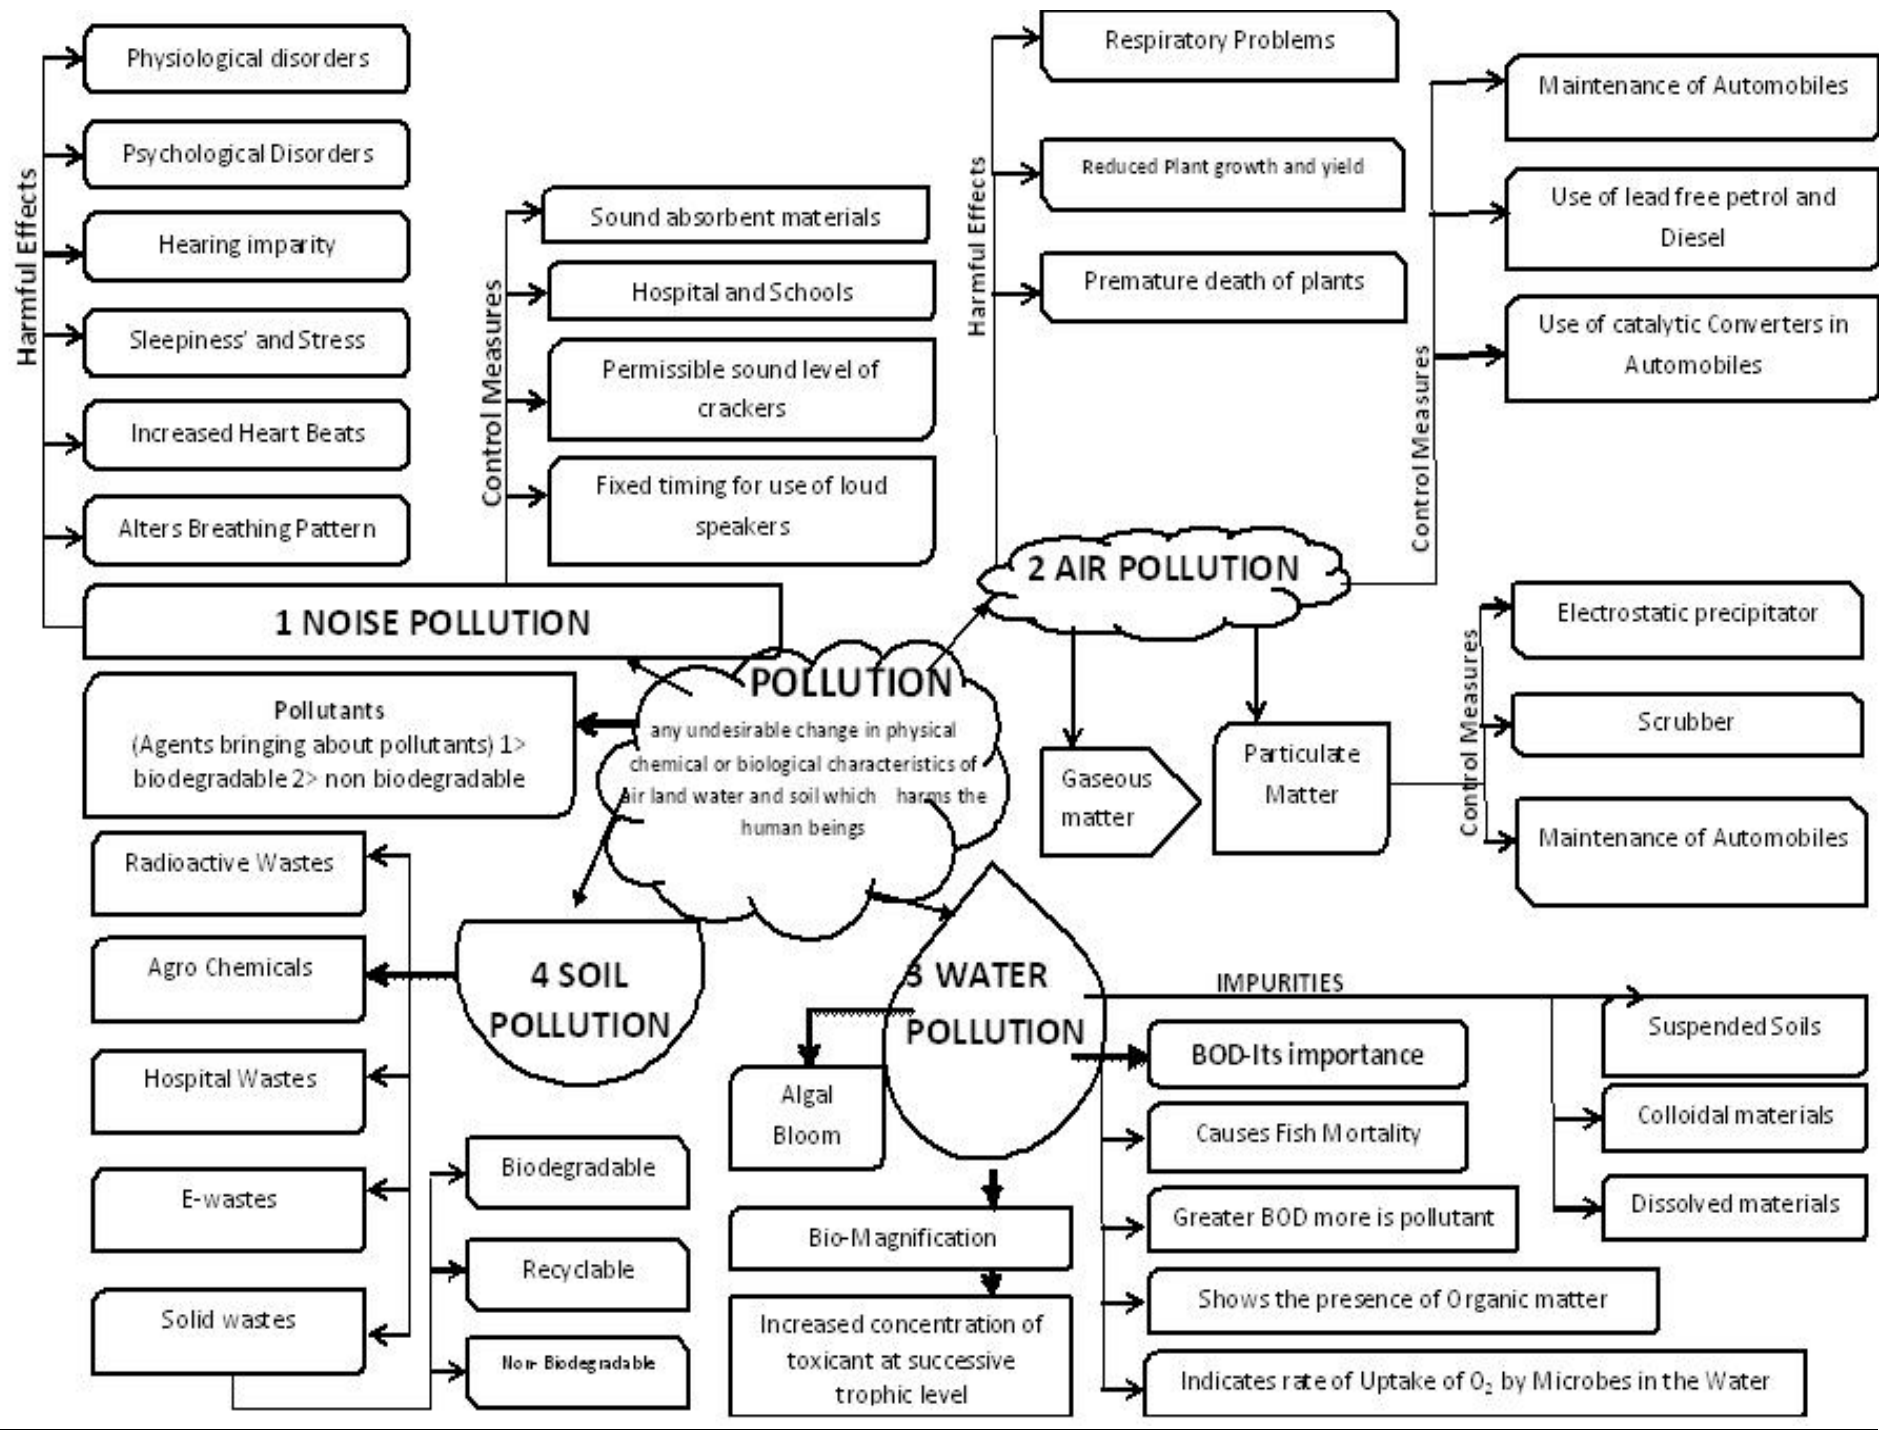 Physiological disorders
Psychological Disorders
Hearing imparity
Sleepiness' and Stress
Increased Heart Beats
Alters Breathing Pattern
Harmful Effects
1 NOISE POLLUTION
Control Measures
Sound absorbent materials
Hospital and Schools
Permissible sound level of
crackers
Fixed timing for use of loud
speakers
Harmful Effects
Respiratory Problems
Reduced Plant growth and yield
Premature death of plants
2 AIR POLLUTION
Control Measures
Maintenance of Automobiles
Use of lead free petrol and
Diesel
Use of catalytic Converters in
Automobiles
Gaseous
matter
Particulate
Matter
Control Measures
Electrostatic precipitator
Scrubber
Maintenance of Automobiles
POLLUTION
any undesirable change in physical
chemical or biological characteristics of
air land water and soil which harms the
human beings
Pollutants
(Agents bringing about pollutants) 1>
biodegradable 2> non biodegradable
4 SOIL
POLLUTION
Radioactive Wastes
Agro Chemicals
Hospital Wastes
E-wastes
Solid wastes
Biodegradable
Recyclable
Non- Biodegradable
3 WATER
POLLUTION
Algal
Bloom
Bio-Magnification
Increased concentration of
toxicant at successive
trophic level
IMPURITIES
Suspended Soils
Colloidal materials
Dissolved materials
BOD-Its importance
Causes Fish Mortality
Greater BOD more is pollutant
Shows the presence of Organic matter
Indicates rate of Uptake of O₂ by Microbes in the Water